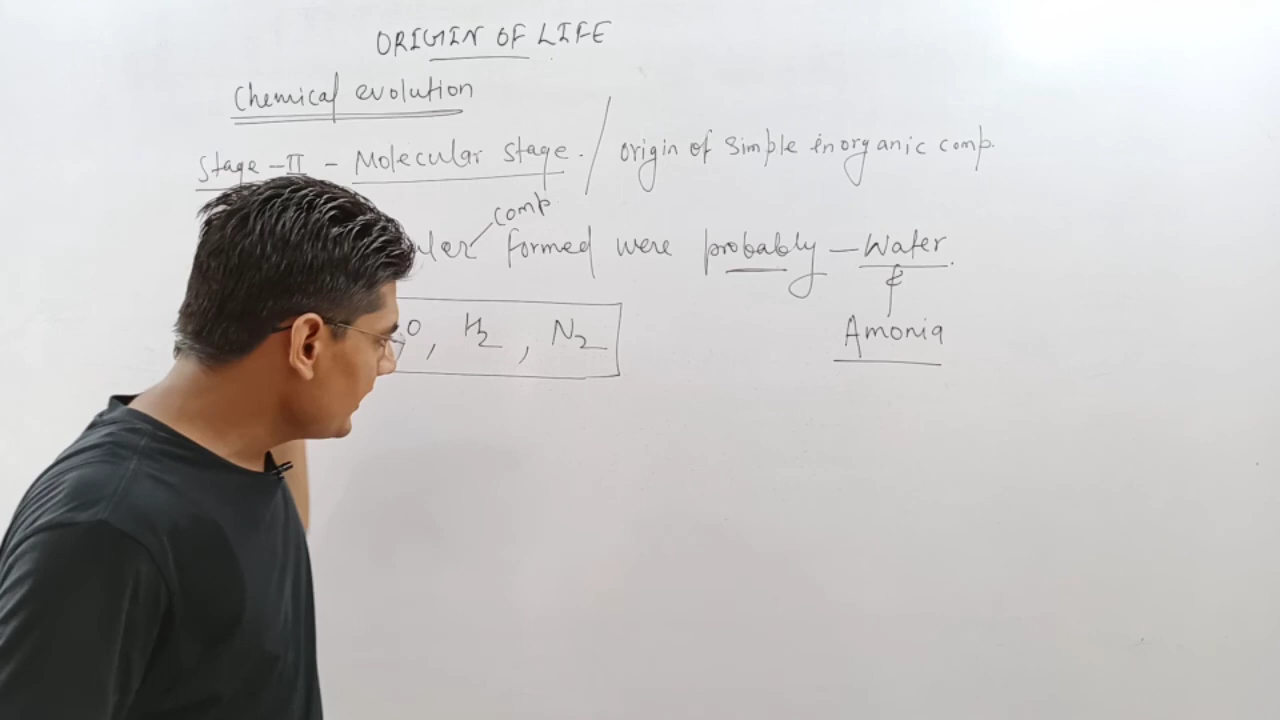 ORIGIN OF LIFE
Chemical evolution
Stage-II - Molecular stage. / origin of simple inorganic comp.
comp.
formed were probably - Water.
&
Amonia
O, H2, N2